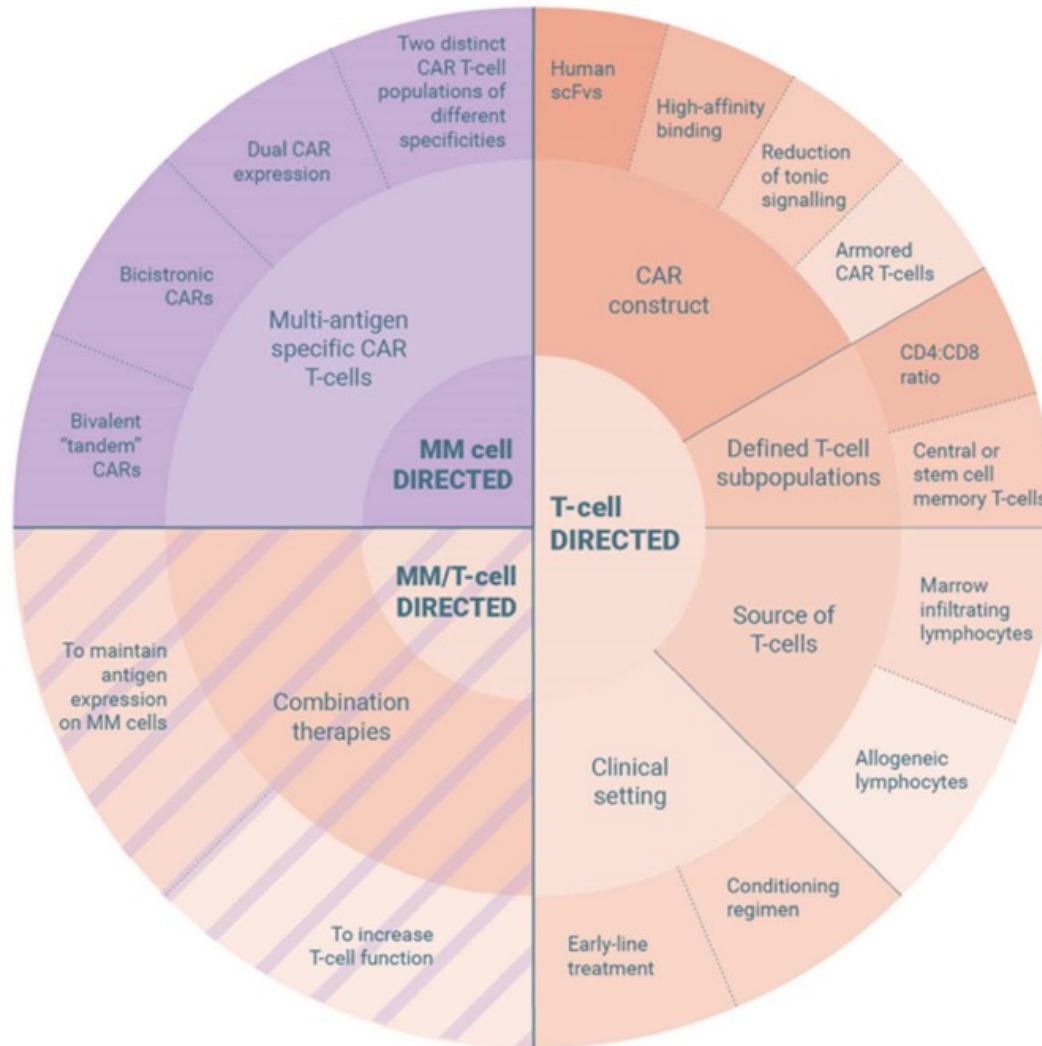 Two distinct
CAR T-cell
populations of
different
specificities
Dual CAR
expression
Bicistronic
CARs
Bivalent
“tandem”
CARs
Multi-antigen
specific CAR
T-cells
MM cell
DIRECTED
Human
scFvs
High-affinity
binding
Reduction
of tonic
signalling
Armored
CAR T-cells
CAR
construct
CD4:CD8
ratio
Central or
stem cell
memory T-cells
Defined T-cell
subpopulations
T-cell
DIRECTED
Marrow
infiltrating
lymphocytes
Allogeneic
lymphocytes
Source of
T-cells
Clinical
setting
Conditioning
regimen
Early-line
treatment
MM/T-cell
DIRECTED
Combination
therapies
To maintain
antigen
expression
on MM cells
To increase
T-cell function